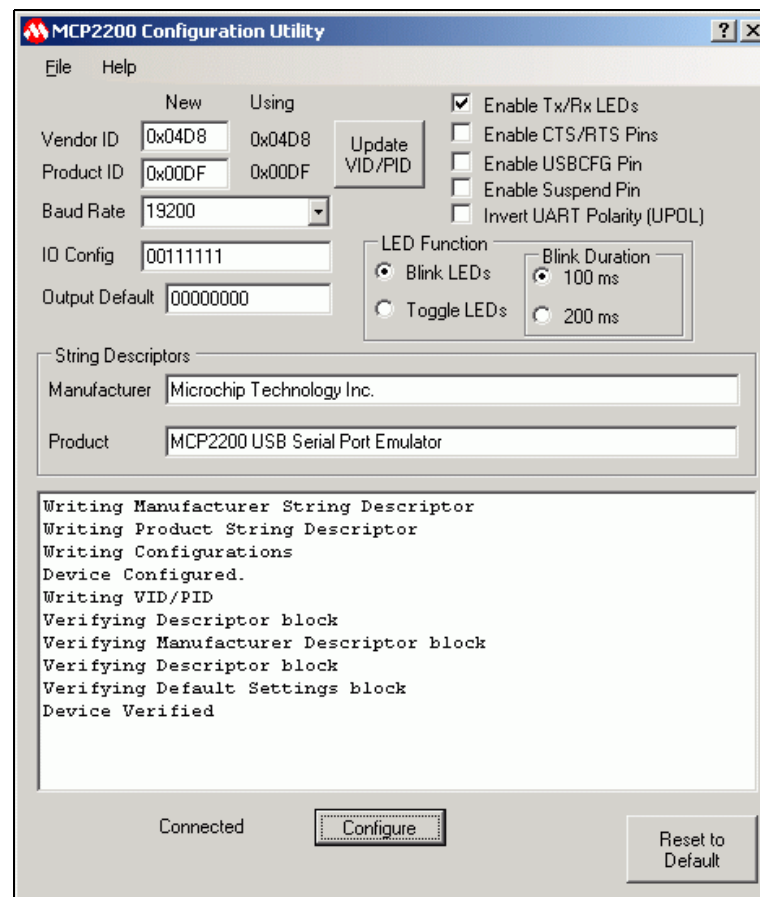 MCP2200 Configuration Utility
File Help
New Using
Vendor ID 0x04D8 0x04D8
Product ID 0x00DF 0x00DF
Update
VID/PID
Baud Rate 19200
IO Config 00111111
Output Default 00000000
Enable Tx/Rx LEDs
Enable CTS/RTS Pins
Enable USBCFG Pin
Enable Suspend Pin
Invert UART Polarity (UPOL)
LED Function
Blink LEDs
Toggle LEDs
Blink Duration
100 ms
200 ms
String Descriptors
Manufacturer Microchip Technology Inc.
Product MCP2200 USB Serial Port Emulator
Writing Manufacturer String Descriptor
Writing Product String Descriptor
Writing Configurations
Device Configured.
Writing VID/PID
Verifying Descriptor block
Verifying Manufacturer Descriptor block
Verifying Descriptor block
Verifying Default Settings block
Device Verified
Connected
Configure
Reset to
Default